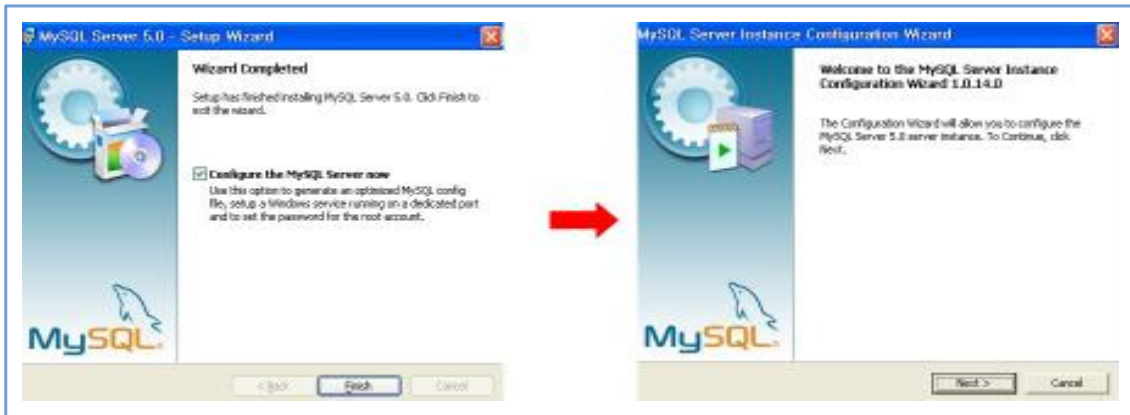 MySQL Server 5.0 - Setup Wizard
Wizard Completed
Setup has finished installing MySQL Server 5.0. Click Finish to
exit the wizard.
Configure the MySQL Server now
Use this option to generate an optimized MySQL config
file, setup a Windows service running on a dedicated port
and to set the password for the root account.
MySQL
< Back
Finish
Cancel
MySQL Server Instance Configuration Wizard
Welcome to the MySQL Server Instance
Configuration Wizard 1.0.14.0
The Configuration Wizard will allow you to configure the
MySQL Server 5.0 server instance. To Continue, click
Next.
MySQL
Next >
Cancel